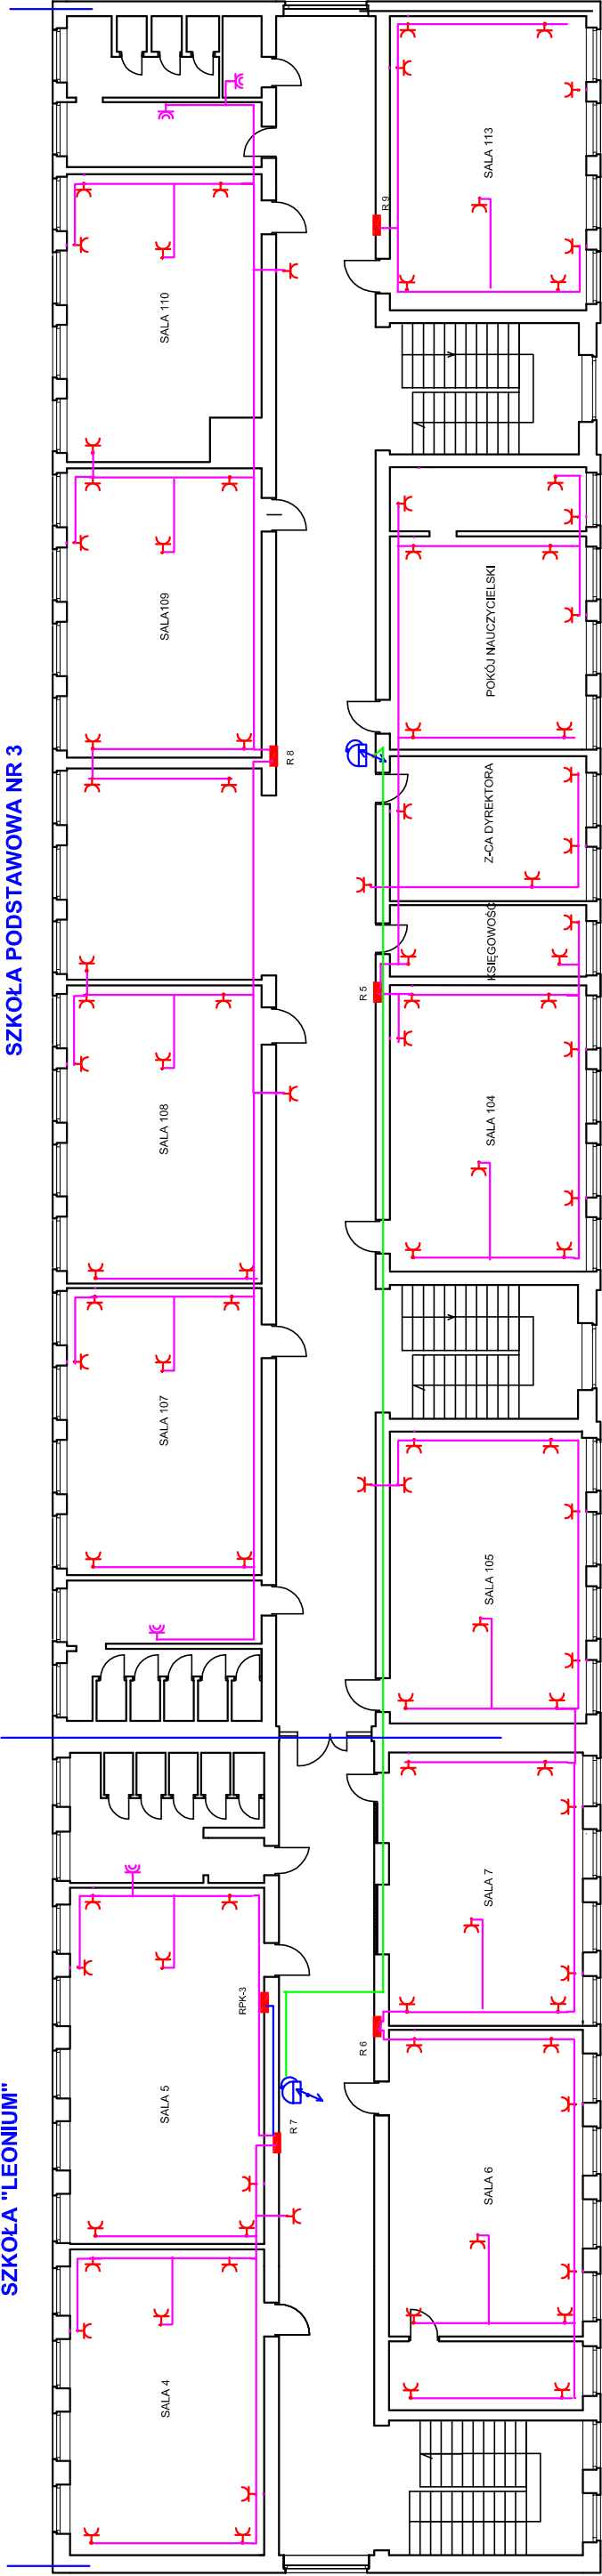 SZKOŁA PODSTAWOWA NR 3
SZKOŁA "LEONIUM"
SALA 113
R 9
SALA 110
SALA109
POKÓJ NAUCZYCIELSKI
R 8
Z-CA DYREKTORA
KSIĘGOWOŚĆ
R 5
SALA 108
SALA 104
SALA 107
SALA 105
SALA 7
RPK-3
R 6
R 7
SALA 5
SALA 6
SALA 4